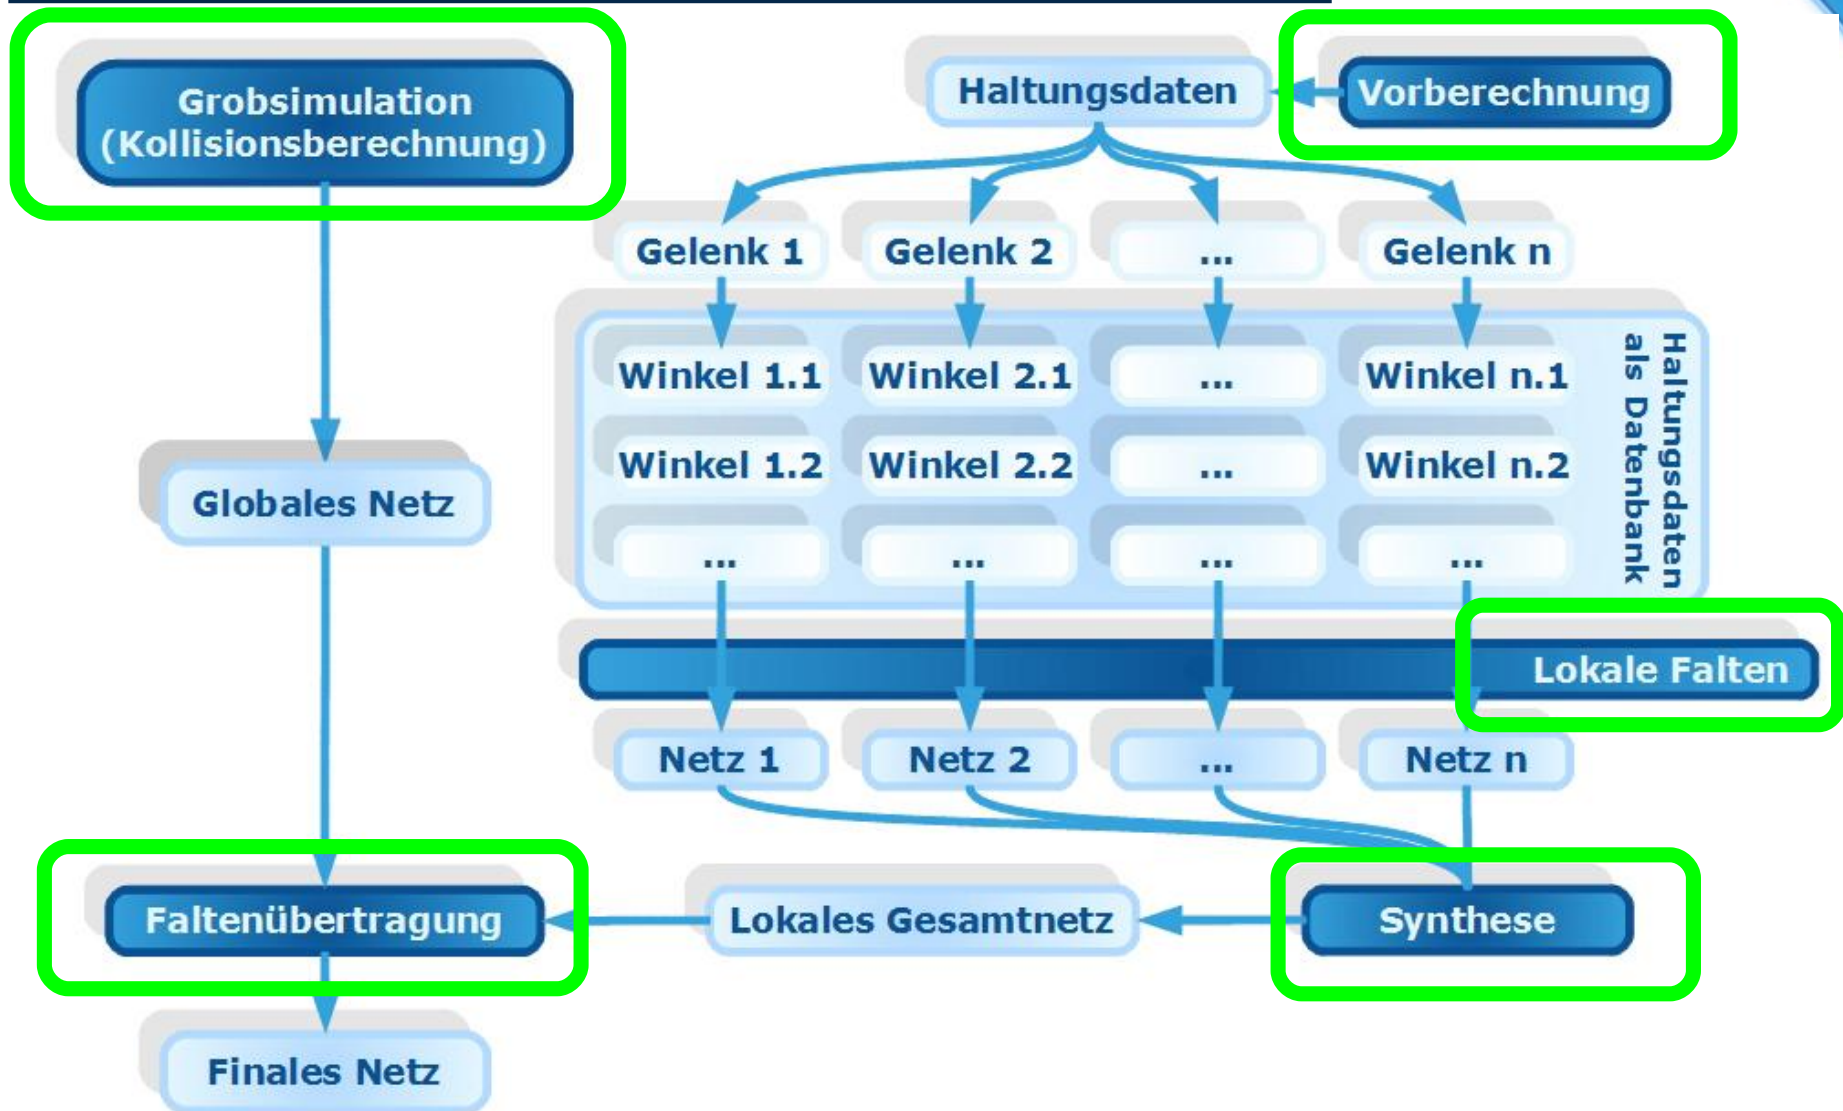 Grobsimulation
(Kollisionsberechnung)
Haltungsdaten
Vorberechnung
Gelenk 1
Gelenk 2
...
Gelenk n
Winkel 1.1
Winkel 2.1
...
Winkel n.1
Winkel 1.2
Winkel 2.2
...
Winkel n.2
...
...
...
...
Haltungsdaten
als Datenbank
Globales Netz
Lokale Falten
Netz 1
Netz 2
...
Netz n
Faltenübertragung
Lokales Gesamtnetz
Synthese
Finales Netz